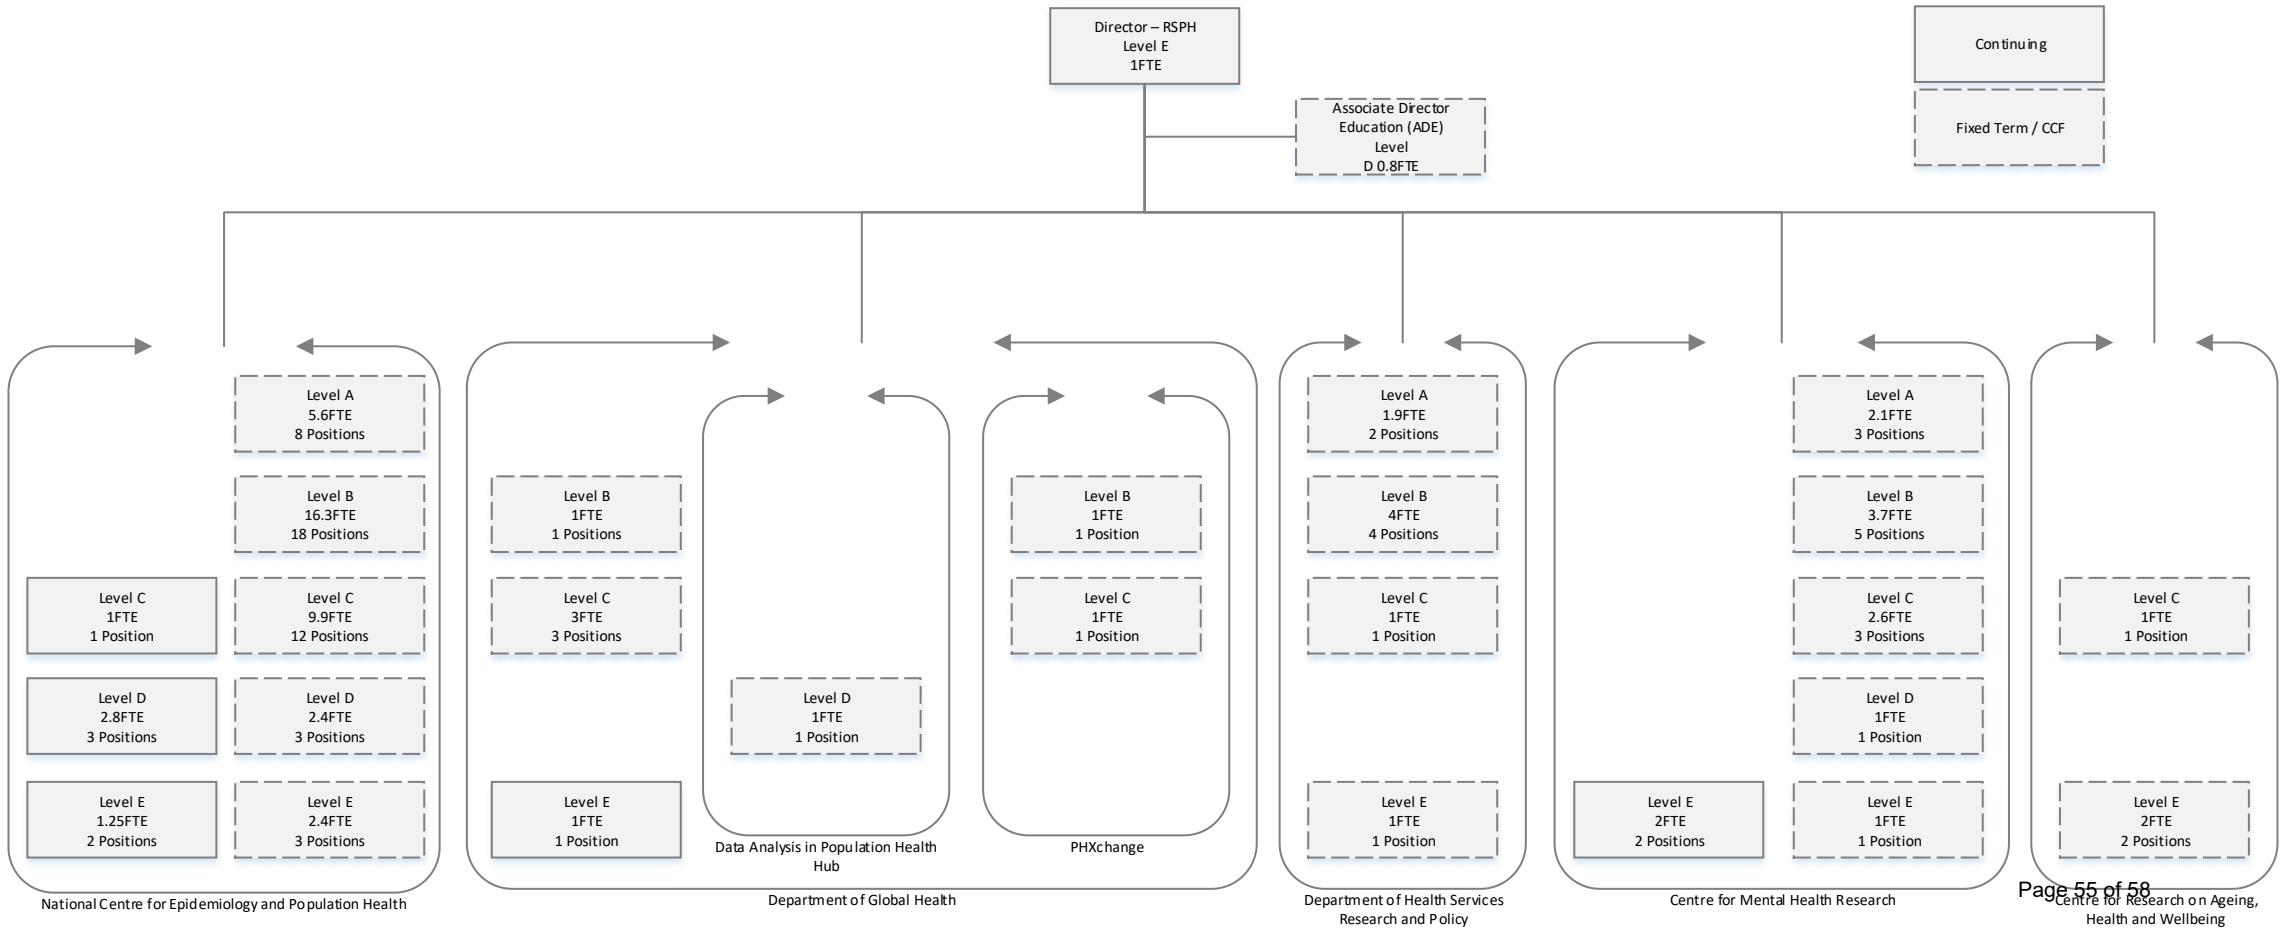 Director – RSPH
Level E
1FTE
Associate Director
Education (ADE)
Level
D 0.8FTE
Continuing
Fixed Term / CCF
Level A
5.6FTE
8 Positions
Level B
16.3FTE
18 Positions
Level C
1FTE
1 Position
Level C
9.9FTE
12 Positions
Level D
2.8FTE
3 Positions
Level D
2.4FTE
3 Positions
Level E
1.25FTE
2 Positions
Level E
2.4FTE
3 Positions
National Centre for Epidemiology and Population Health
Level B
1FTE
1 Positions
Level C
3FTE
3 Positions
Level E
1FTE
1 Position
Level D
1FTE
1 Position
Data Analysis in Population Health
Hub
Level B
1FTE
1 Position
Level C
1FTE
1 Position
PHXchange
Department of Global Health
Level A
1.9FTE
2 Positions
Level B
4FTE
4 Positions
Level C
1FTE
1 Position
Level E
1FTE
1 Position
Department of Health Services
Research and Policy
Level A
2.1FTE
3 Positions
Level B
3.7FTE
5 Positions
Level C
2.6FTE
3 Positions
Level D
1FTE
1 Position
Level E
2FTE
2 Positions
Level E
1FTE
1 Position
Centre for Mental Health Research
Level C
1FTE
1 Position
Level E
2FTE
2 Positions
Page 55 of 58
Centre for Research on Ageing,
Health and Wellbeing